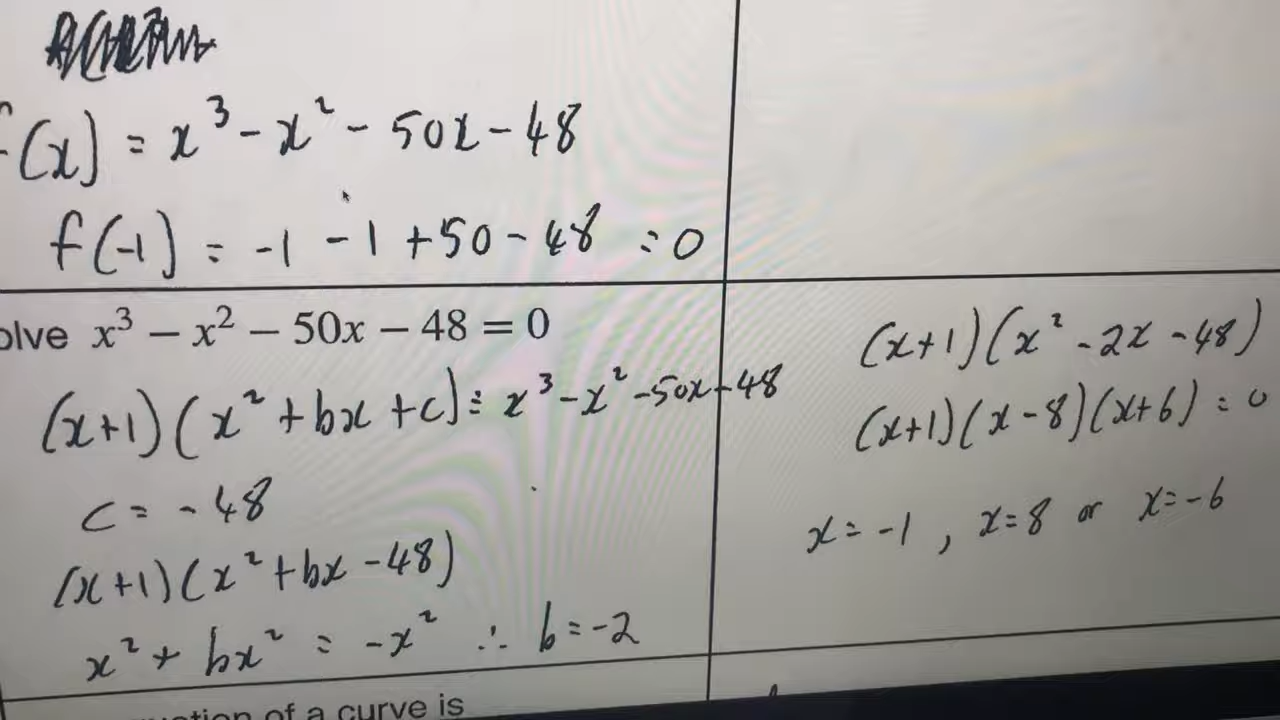 f(x) = x³ - x² - 50x - 48
f(-1) = -1 - 1 + 50 - 48 = 0
olve x³ − x² − 50x − 48 = 0
(x+1)(x² + bx + c) = x³ - x² - 50x - 48
c = -48
(x+1)(x² + bx - 48)
x² + bx² = -x² ∴ b = -2
(x+1)(x² - 2x - 48)
(x+1)(x-8)(x+6) = 0
x = -1, x = 8 or x = -6
uation of a curve is